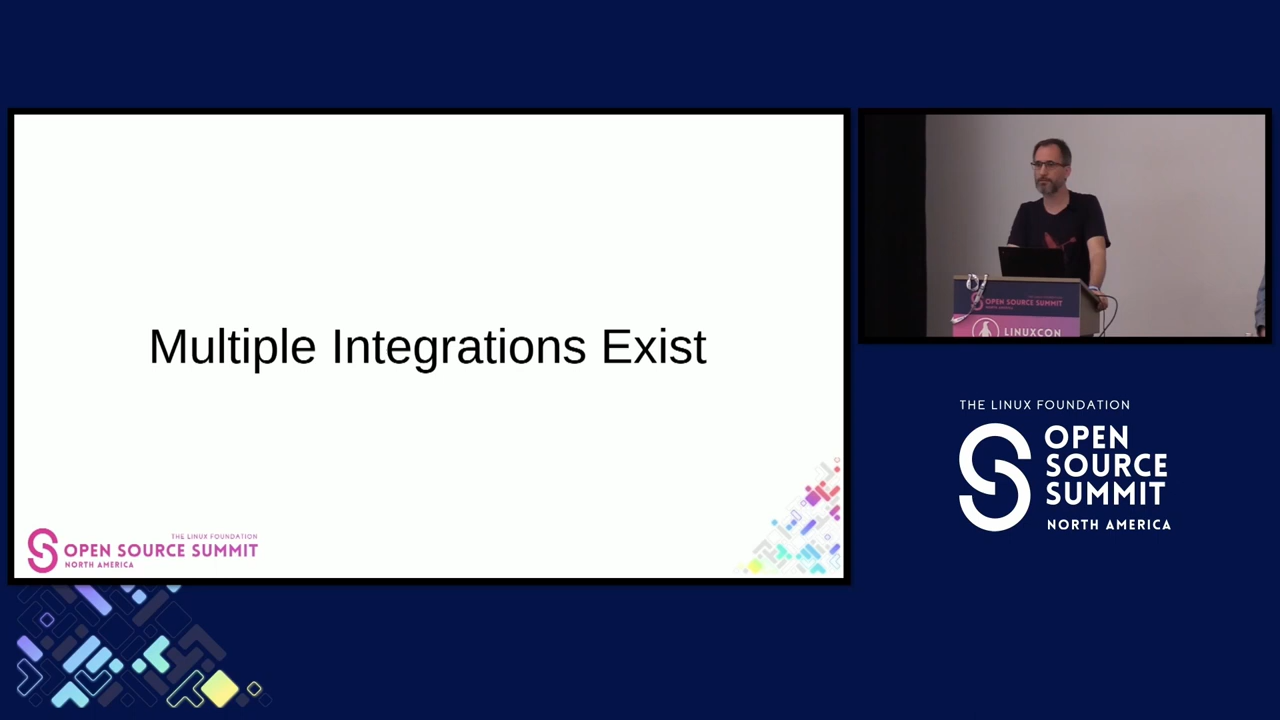 Multiple Integrations Exist
THE LINUX FOUNDATION
OPEN SOURCE SUMMIT
NORTH AMERICA
OPEN SOURCE SUMMIT
LINUXCON
THE LINUX FOUNDATION
OPEN
SOURCE
SUMMIT
NORTH AMERICA